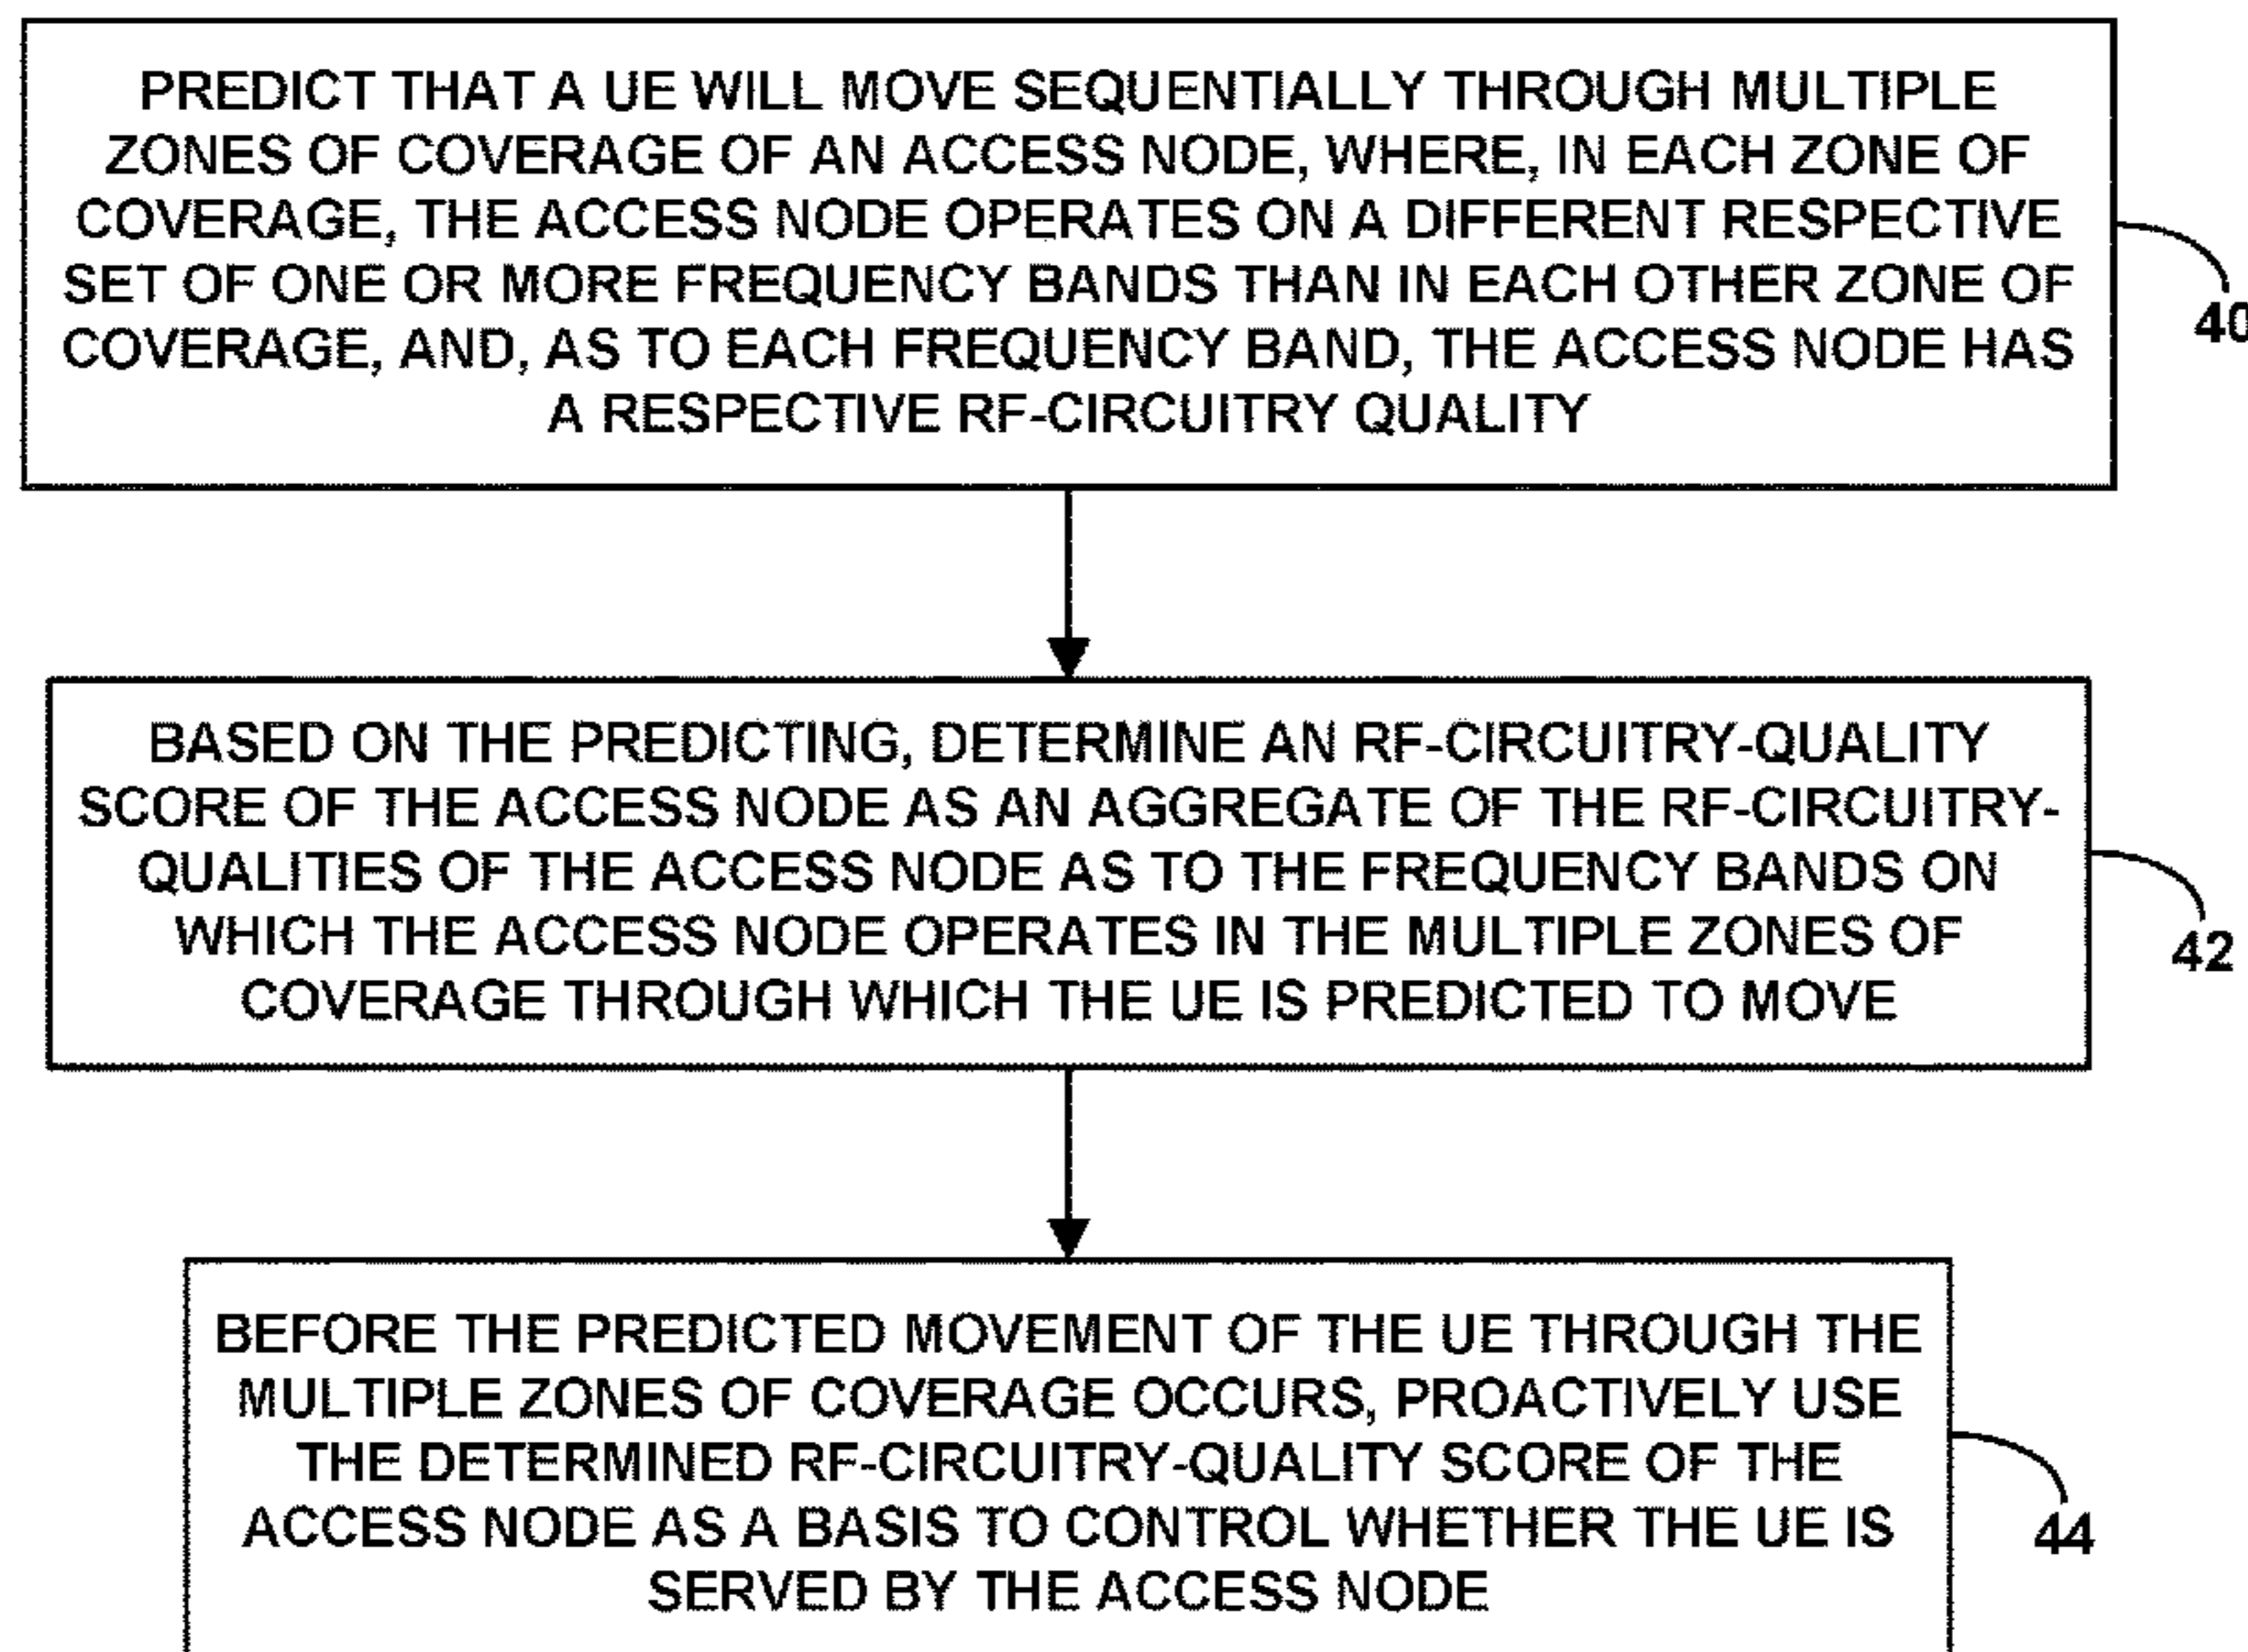 PREDICT THAT A UE WILL MOVE SEQUENTIALLY THROUGH MULTIPLE
ZONES OF COVERAGE OF AN ACCESS NODE, WHERE, IN EACH ZONE OF
COVERAGE, THE ACCESS NODE OPERATES ON A DIFFERENT RESPECTIVE
SET OF ONE OR MORE FREQUENCY BANDS THAN IN EACH OTHER ZONE OF
COVERAGE, AND, AS TO EACH FREQUENCY BAND, THE ACCESS NODE HAS
A RESPECTIVE RF-CIRCUITRY QUALITY
40
BASED ON THE PREDICTING, DETERMINE AN RF-CIRCUITRY-QUALITY
SCORE OF THE ACCESS NODE AS AN AGGREGATE OF THE RF-CIRCUITRY-
QUALITIES OF THE ACCESS NODE AS TO THE FREQUENCY BANDS ON
WHICH THE ACCESS NODE OPERATES IN THE MULTIPLE ZONES OF
COVERAGE THROUGH WHICH THE UE IS PREDICTED TO MOVE
42
BEFORE THE PREDICTED MOVEMENT OF THE UE THROUGH THE
MULTIPLE ZONES OF COVERAGE OCCURS, PROACTIVELY USE
THE DETERMINED RF-CIRCUITRY-QUALITY SCORE OF THE
ACCESS NODE AS A BASIS TO CONTROL WHETHER THE UE IS
SERVED BY THE ACCESS NODE
44